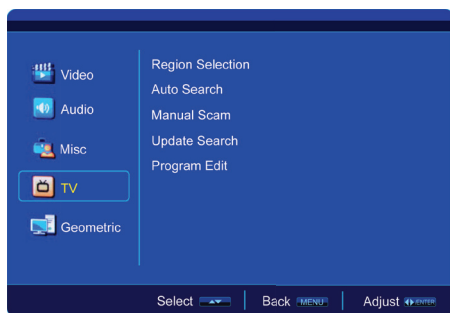 Video
Audio
Misc
TV
Geometric
Region Selection
Auto Search
Manual Scam
Update Search
Program Edit
Select Back MENU Adjust ENTER